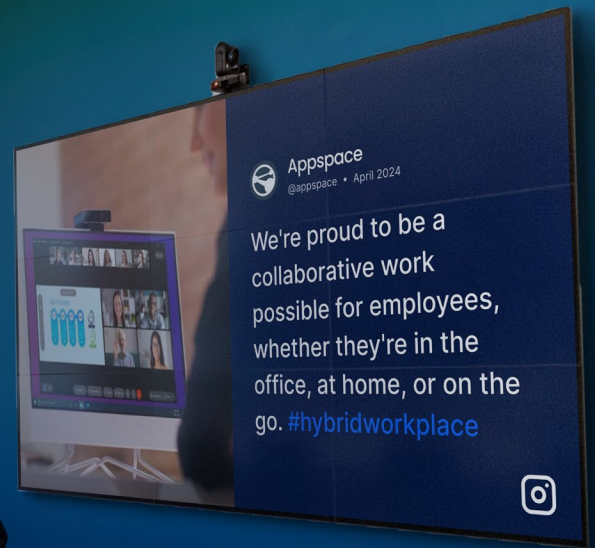 Appspace
@appspace • April 2024
We're proud to be a
collaborative work
possible for employees,
whether they're in the
office, at home, or on the
go. #hybridworkplace